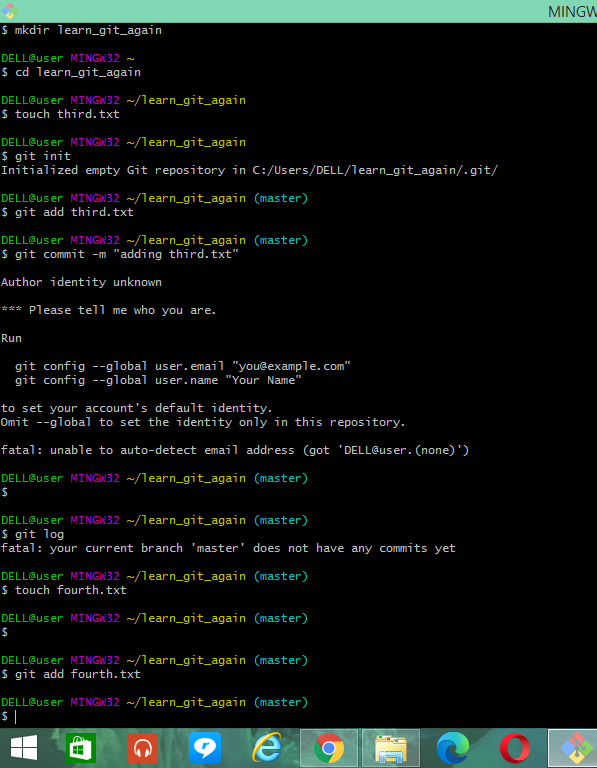 MINGW
$ mkdir learn_git_again
DELL@user MINGW32 ~
$ cd learn_git_again
DELL@user MINGW32 ~/learn_git_again
$ touch third.txt
DELL@user MINGW32 ~/learn_git_again
$ git init
Initialized empty Git repository in C:/Users/DELL/learn_git_again/.git/
DELL@user MINGW32 ~/learn_git_again (master)
$ git add third.txt
DELL@user MINGW32 ~/learn_git_again (master)
$ git commit -m "adding third.txt"
Author identity unknown
*** Please tell me who you are.
Run
git config --global user.email "you@example.com"
git config --global user.name "Your Name"
to set your account's default identity.
Omit --global to set the identity only in this repository.
fatal: unable to auto-detect email address (got 'DELL@user.(none)')
DELL@user MINGW32 ~/learn_git_again (master)
$
DELL@user MINGW32 ~/learn_git_again (master)
$ git log
fatal: your current branch 'master' does not have any commits yet
DELL@user MINGW32 ~/learn_git_again (master)
$ touch fourth.txt
DELL@user MINGW32 ~/learn_git_again (master)
$
DELL@user MINGW32 ~/learn_git_again (master)
$ git add fourth.txt
DELL@user MINGW32 ~/learn_git_again (master)
$